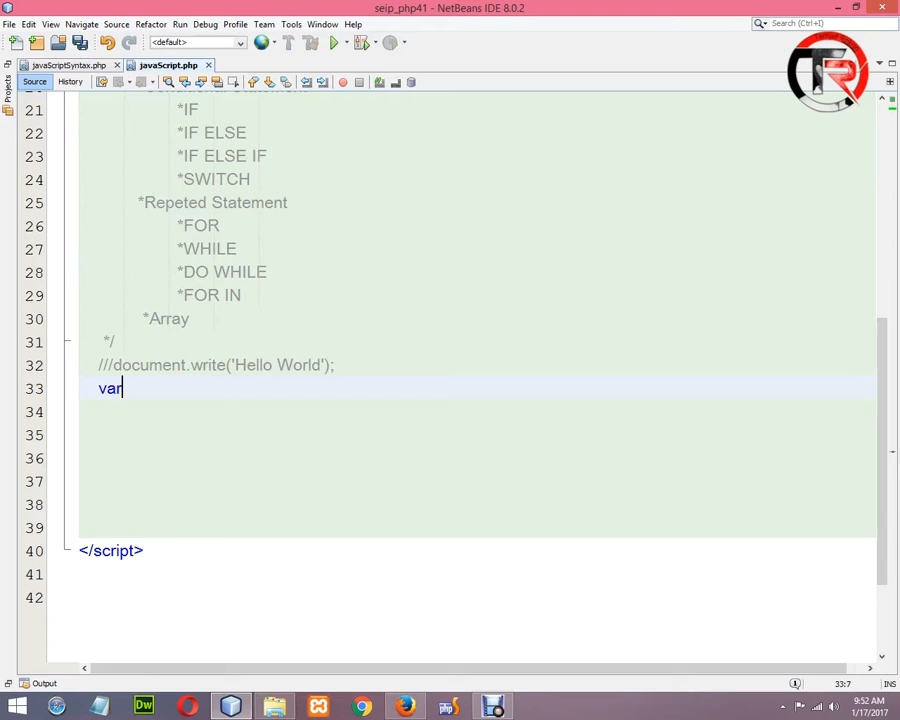 seip_php41 - NetBeans IDE 8.0.2
File Edit View Navigate Source Refactor Run Debug Profile Team Tools Window Help
<default>
Search (Ctrl+I)
javaScriptSyntax.php
javaScript.php
Projects
Source
History
21 *IF
22 *IF ELSE
23 *IF ELSE IF
24 *SWITCH
25 *Repeted Statement
26 *FOR
27 *WHILE
28 *DO WHILE
29 *FOR IN
30 *Array
31 */
32 ///document.write('Hello World');
33 var
34
35
36
37
38
39
40 </script>
41
42
Output
33:7
INS
Dw
php
9:52 AM
1/17/2017